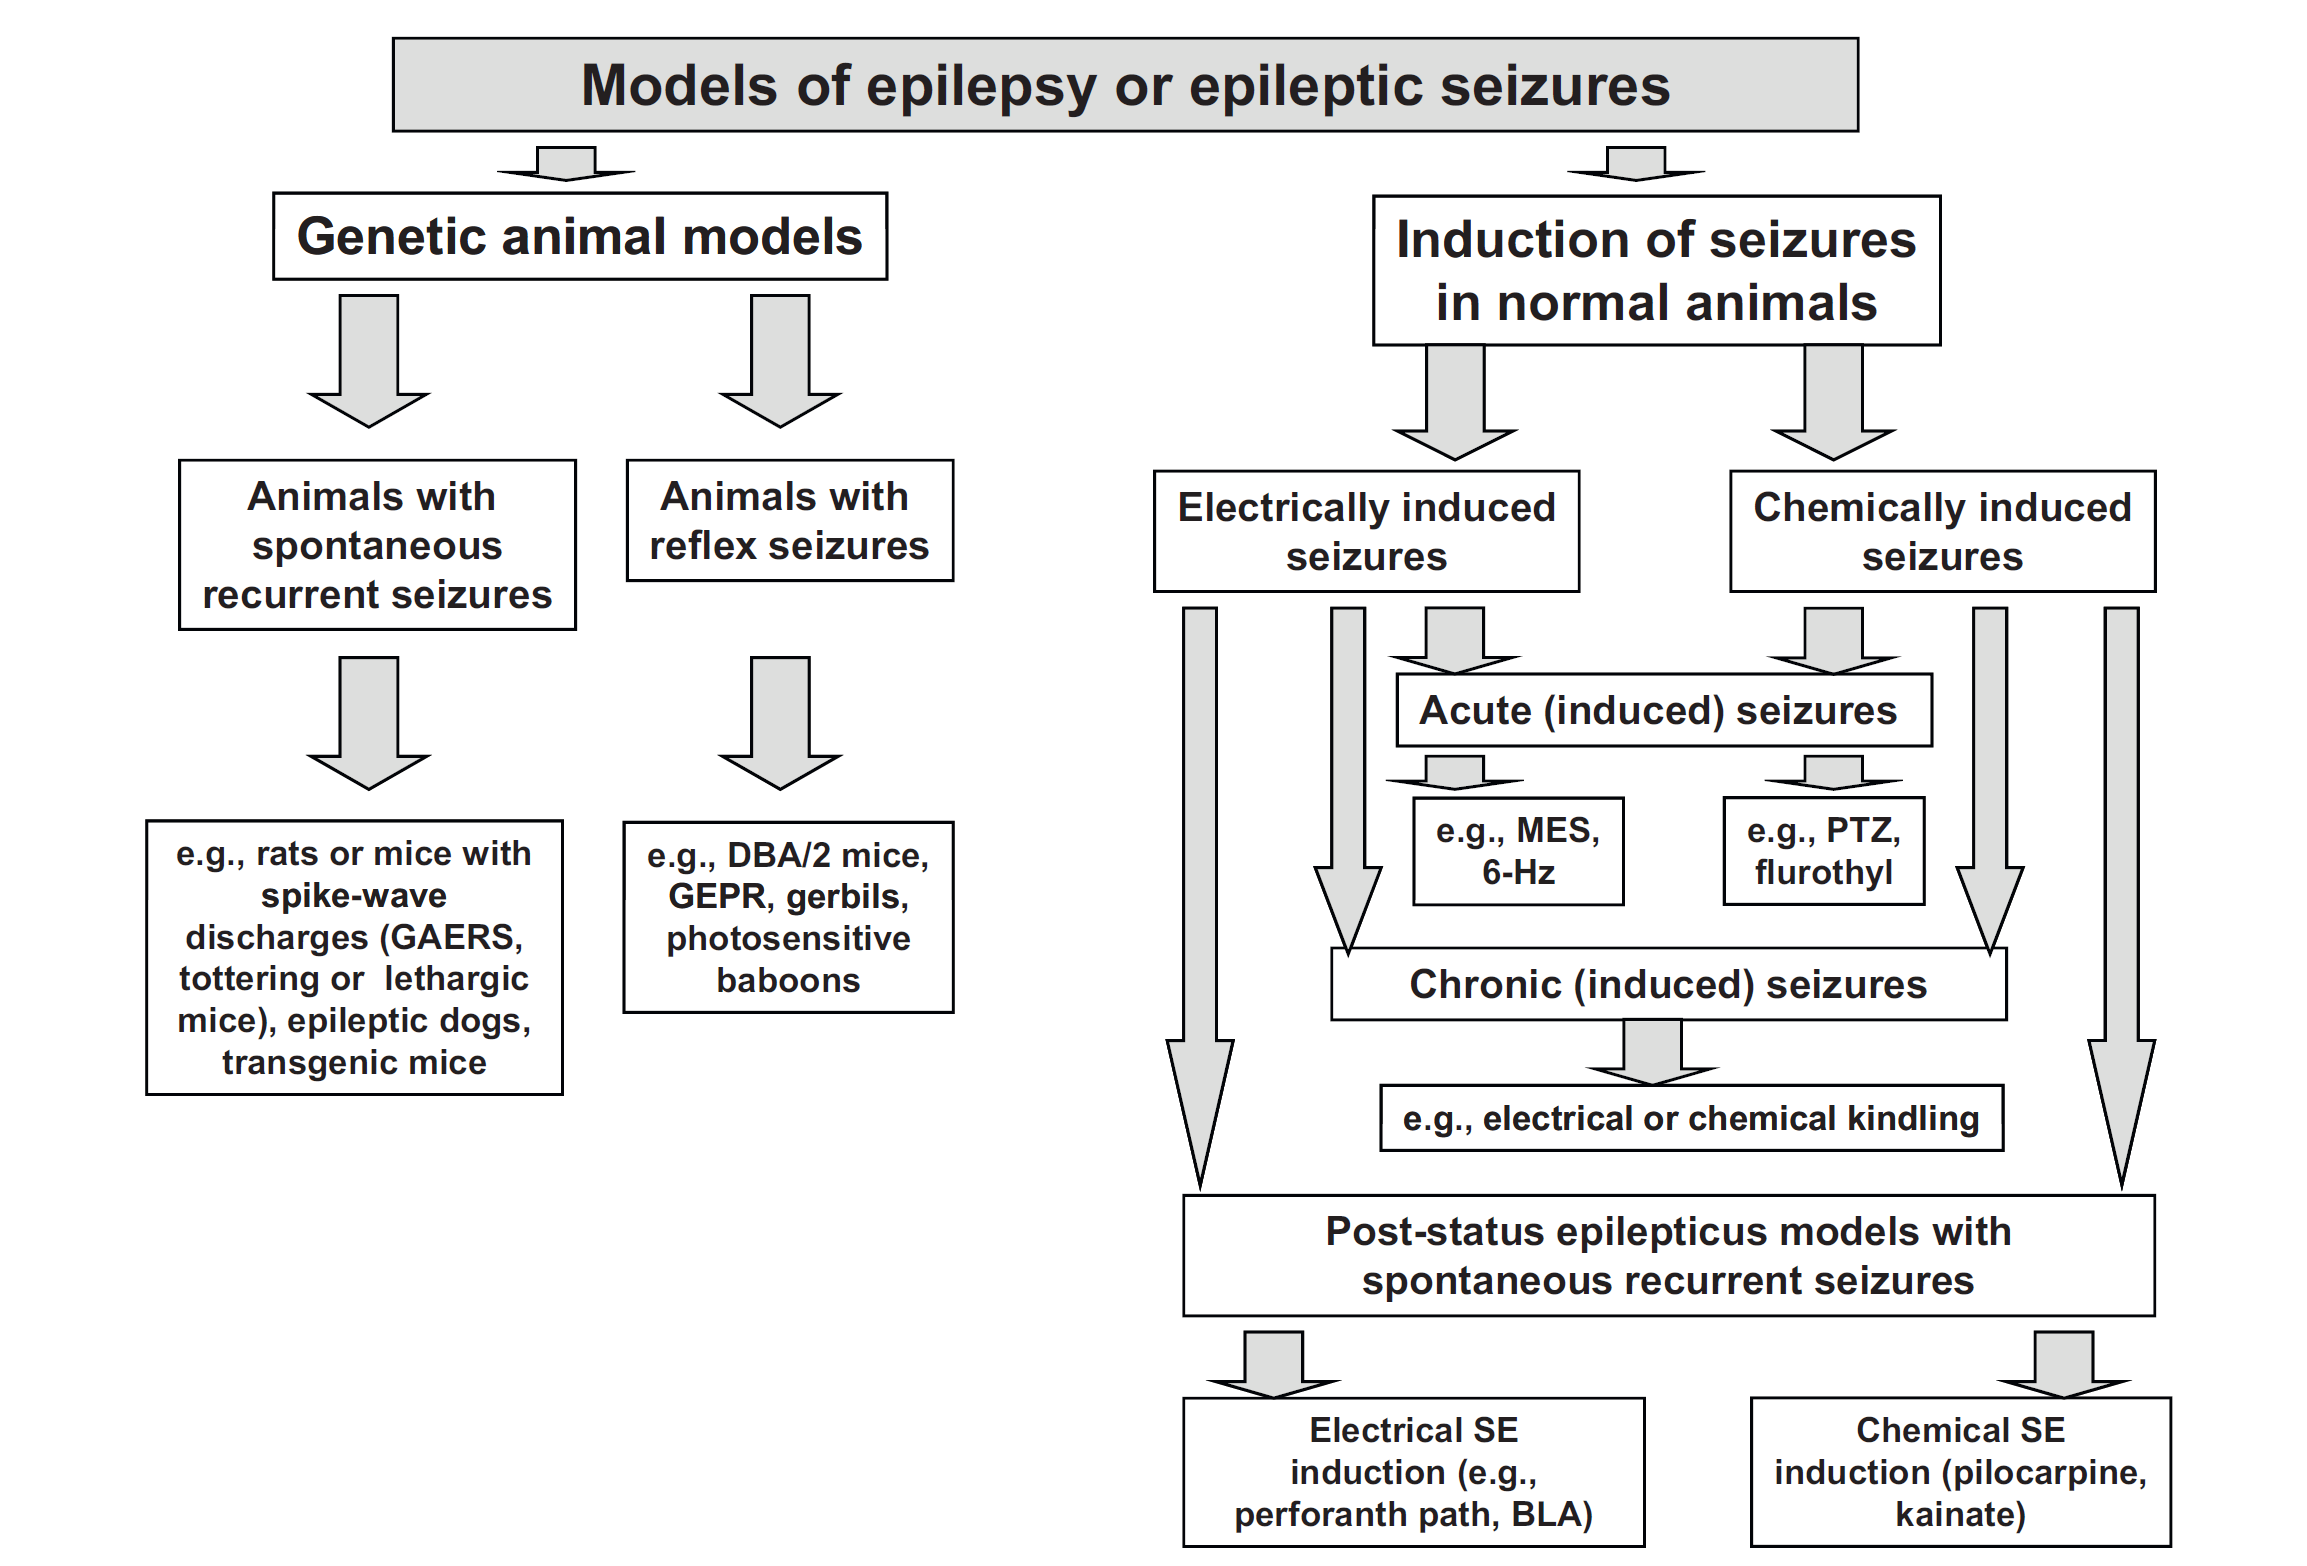 Models of epilepsy or epileptic seizures
Genetic animal models
Induction of seizures
in normal animals
Animals with
spontaneous
recurrent seizures
Animals with
reflex seizures
Electrically induced
seizures
Chemically induced
seizures
Acute (induced) seizures
e.g., rats or mice with
spike-wave
discharges (GAERS,
tottering or lethargic
mice), epileptic dogs,
transgenic mice
e.g., DBA/2 mice,
GEPR, gerbils,
photosensitive
baboons
e.g., MES,
6-Hz
e.g., PTZ,
flurothyl
Chronic (induced) seizures
e.g., electrical or chemical kindling
Post-status epilepticus models with
spontaneous recurrent seizures
Electrical SE
induction (e.g.,
perforanth path, BLA)
Chemical SE
induction (pilocarpine,
kainate)